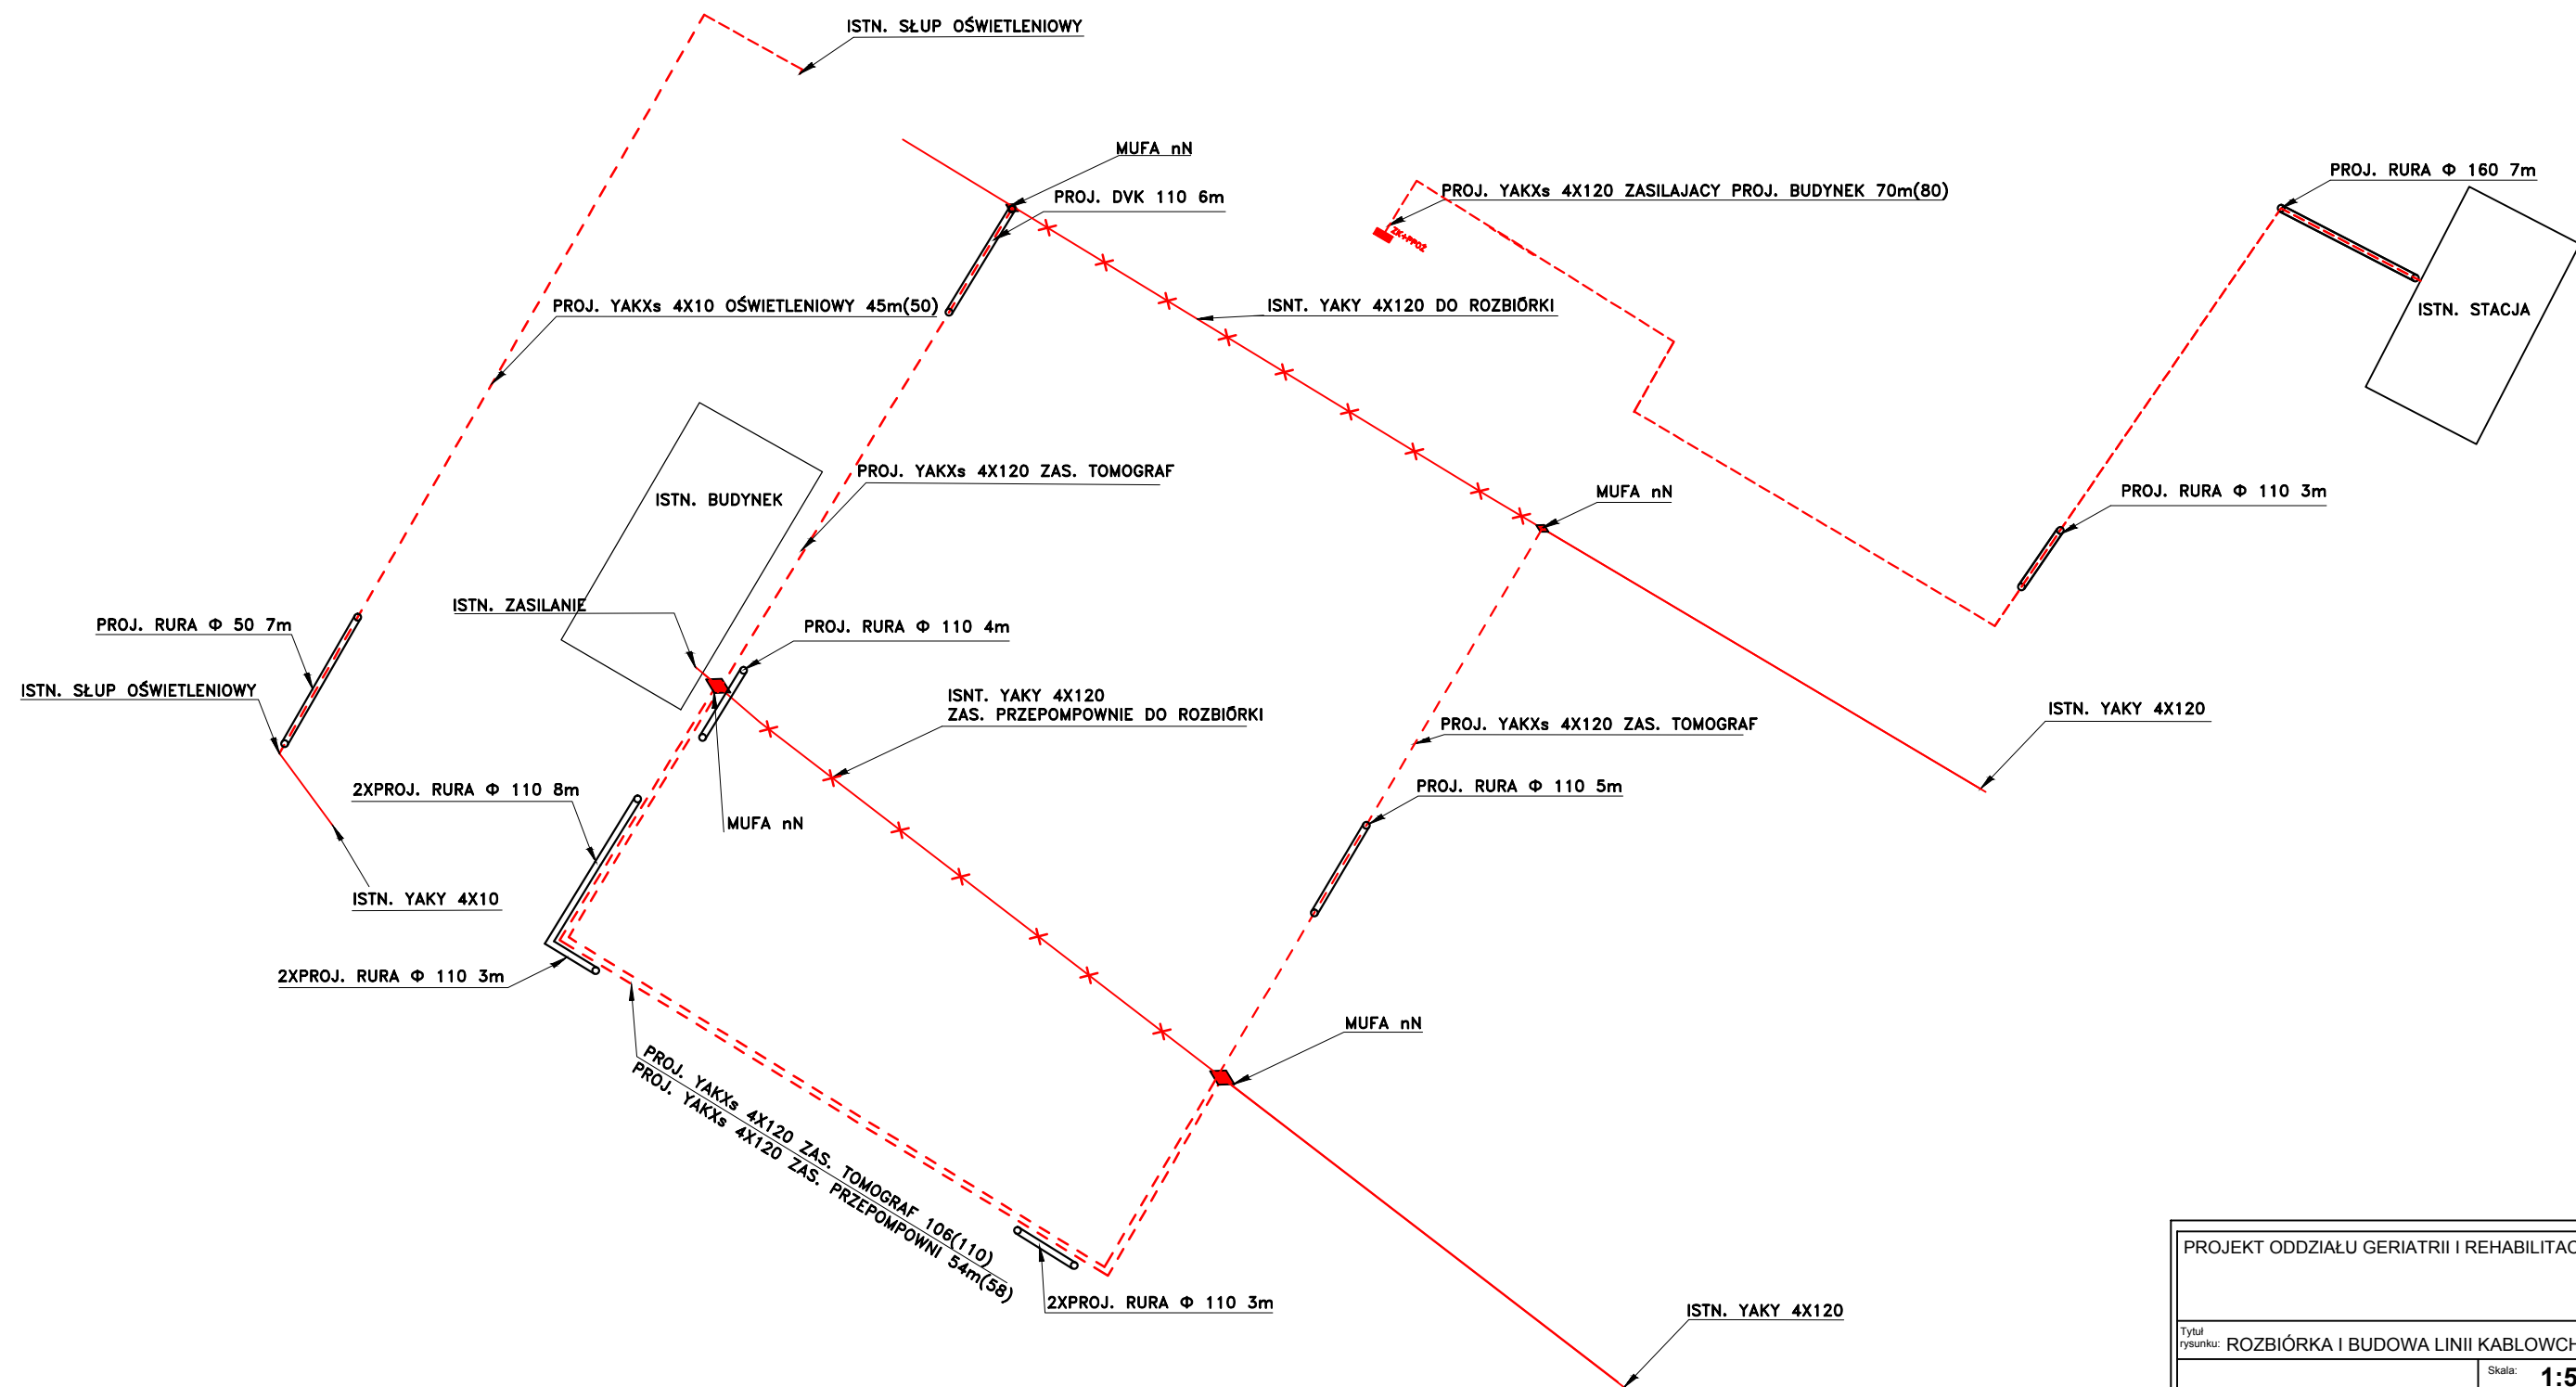 ISTN. SŁUP OŚWIETLENIOWY
MUFA nN
PROJ. DVK 110 6m
PROJ. YAKXs 4X120 ZASILAJACY PROJ. BUDYNEK 70m(80)
ZK+PPOŻ
PROJ. RURA Φ 160 7m
PROJ. YAKXs 4X10 OŚWIETLENIOWY 45m(50)
ISNT. YAKY 4X120 DO ROZBIÓRKI
ISTN. STACJA
PROJ. YAKXs 4X120 ZAS. TOMOGRAF
ISTN. BUDYNEK
MUFA nN
PROJ. RURA Φ 110 3m
ISTN. ZASILANIE
PROJ. RURA Φ 50 7m
PROJ. RURA Φ 110 4m
ISTN. SŁUP OŚWIETLENIOWY
ISNT. YAKY 4X120
ZAS. PRZEPOMPOWNIE DO ROZBIÓRKI
ISTN. YAKY 4X120
PROJ. YAKXs 4X120 ZAS. TOMOGRAF
2XPROJ. RURA Φ 110 8m
PROJ. RURA Φ 110 5m
MUFA nN
ISTN. YAKY 4X10
2XPROJ. RURA Φ 110 3m
MUFA nN
PROJ. YAKXs 4X120 ZAS. TOMOGRAF 106(110)
PROJ. YAKXs 4X120 ZAS. PRZEPOMPOWNI 54m(58)
2XPROJ. RURA Φ 110 3m
ISTN. YAKY 4X120
PROJEKT ODDZIAŁU GERIATRII I REHABILITAC
Tytuł
rysunku: ROZBIÓRKA I BUDOWA LINII KABLOWCH
Skala: 1:5